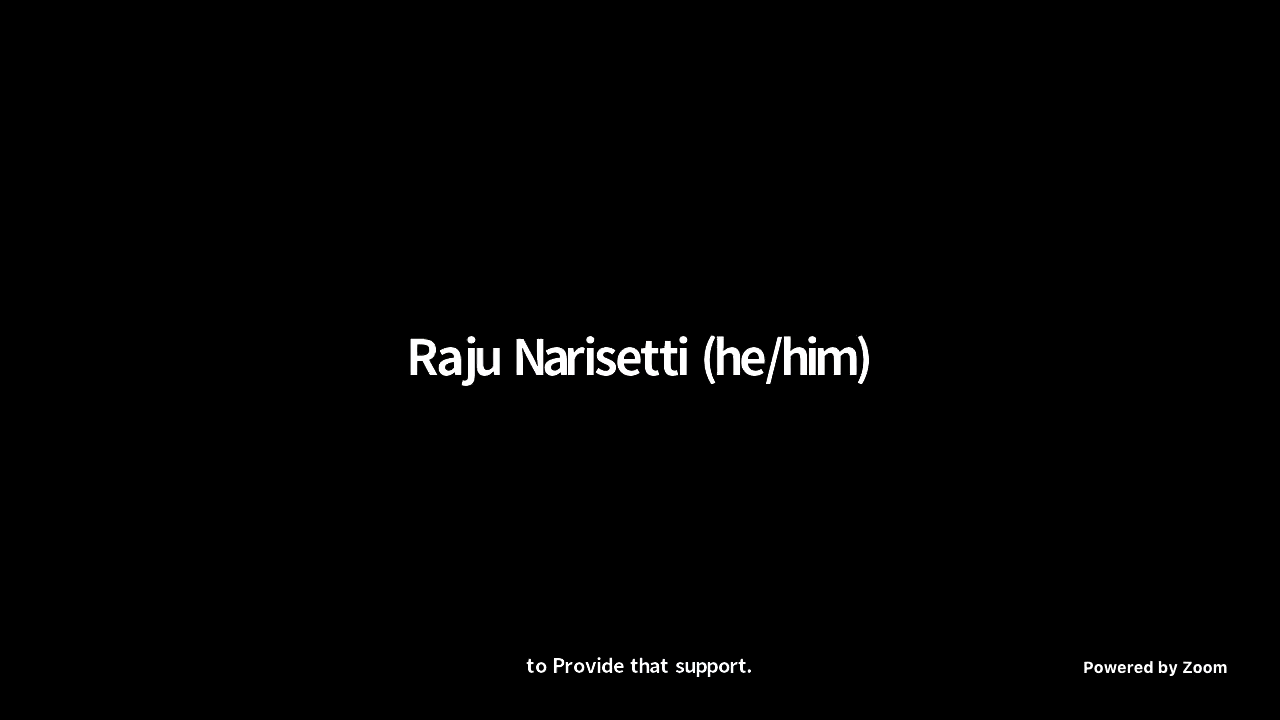 Raju Narisetti (he/him)
to Provide that support.
Powered by Zoom